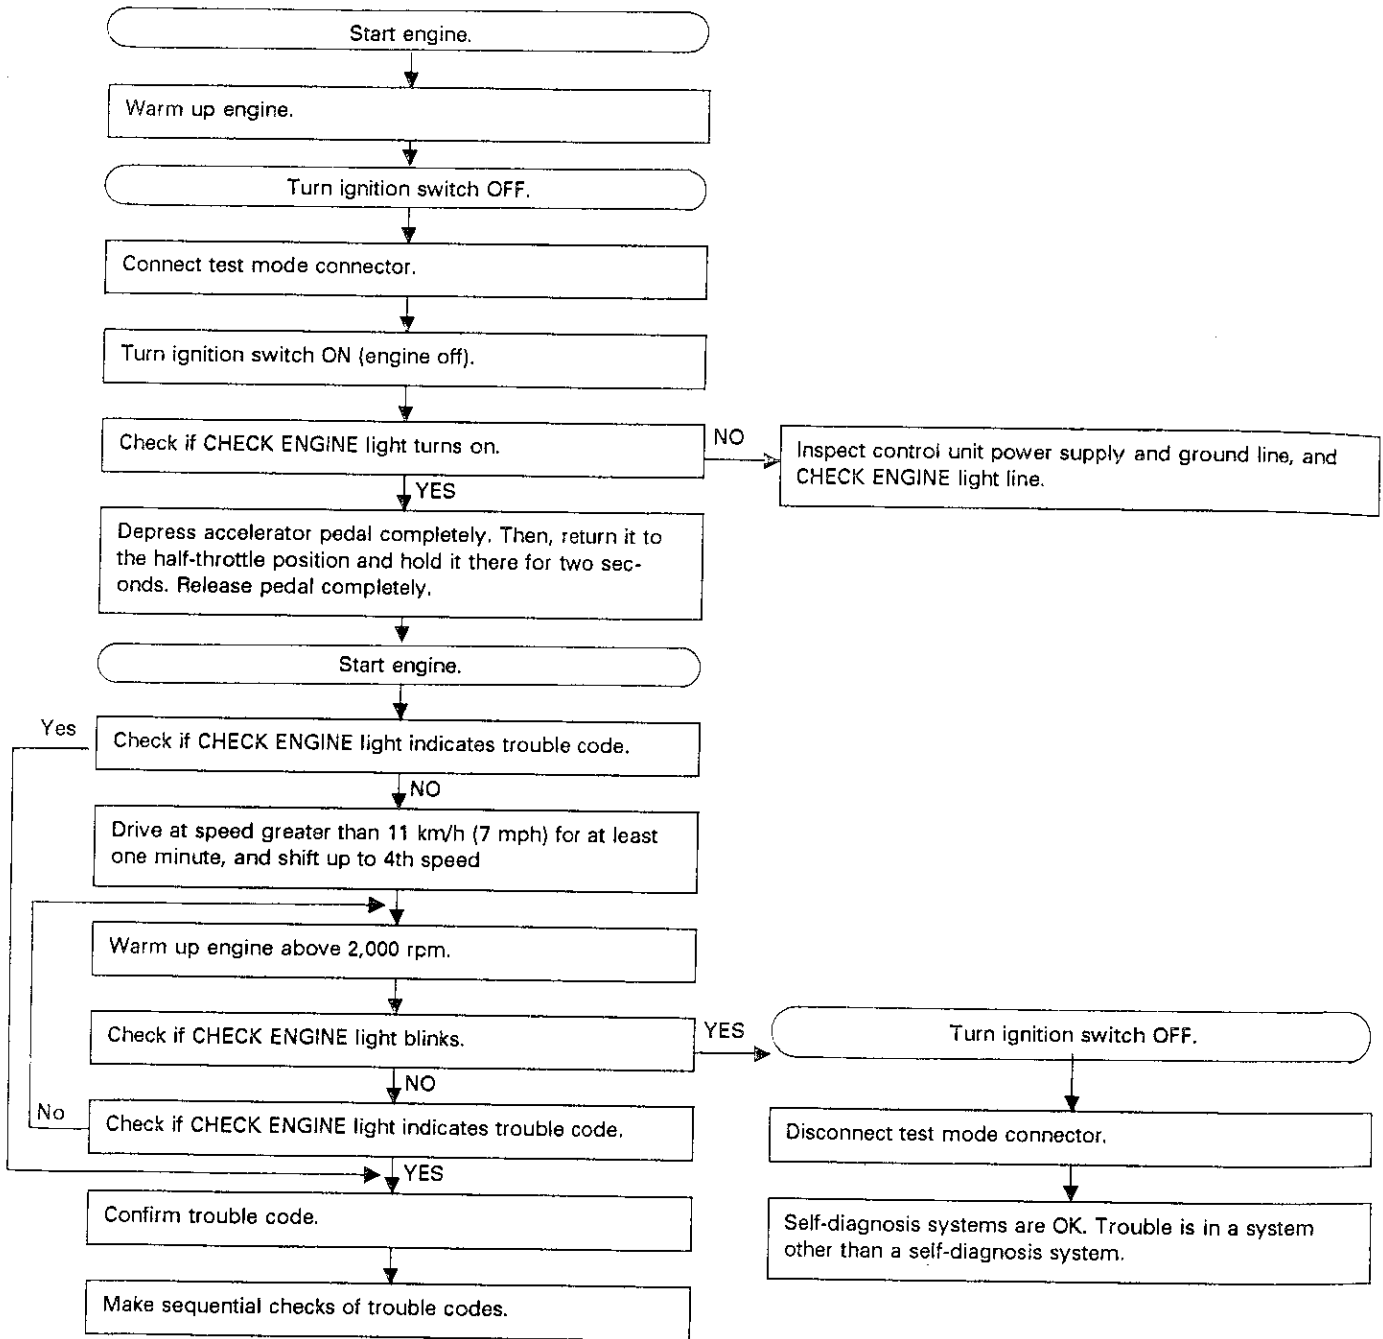 Start engine.
Warm up engine.
Turn ignition switch OFF.
Connect test mode connector.
Turn ignition switch ON (engine off).
Check if CHECK ENGINE light turns on.
NO
Inspect control unit power supply and ground line, and
CHECK ENGINE light line.
YES
Depress accelerator pedal completely. Then, return it to
the half-throttle position and hold it there for two sec-
onds. Release pedal completely.
Start engine.
Yes
Check if CHECK ENGINE light indicates trouble code.
NO
Drive at speed greater than 11 km/h (7 mph) for at least
one minute, and shift up to 4th speed
Warm up engine above 2,000 rpm.
Check if CHECK ENGINE light blinks.
YES
Turn ignition switch OFF.
NO
No
Check if CHECK ENGINE light indicates trouble code.
Disconnect test mode connector.
YES
Confirm trouble code.
Self-diagnosis systems are OK. Trouble is in a system
other than a self-diagnosis system.
Make sequential checks of trouble codes.